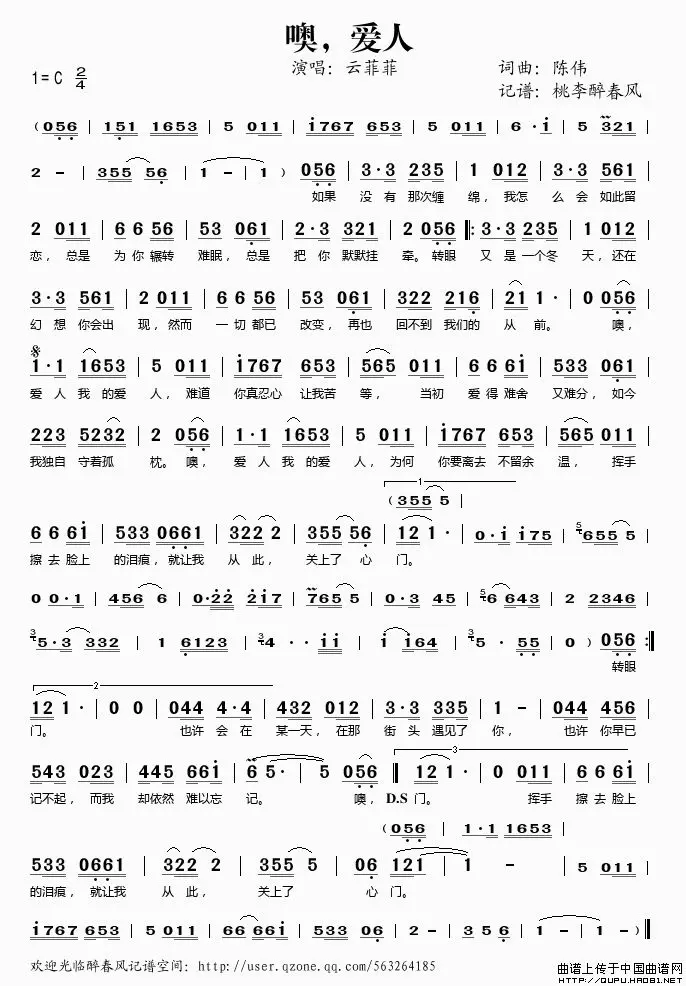 噢，爱人
演唱：云菲菲 词曲：陈伟
1=C 2/4
记谱：桃李醉春风
（056 | 151 1653 | 5 011 | i767 653 | 5 011 | 6·i | 5 321 |
2 – | 355 56 | 1 – | 1 ）056 | 3·3 235 | 1 012 | 3·3 561 |
如果 没有 那次缠 绵，我怎 么会 如此留
2 011 | 6 6 56 | 53 061 | 2·3 321 | 2 056 ‖: 3·3 235 | 1 012 |
恋，总是 为你 辗转 难眠，总是 把你 默默挂 牵。转眼 又是 一个冬 天，还在
3·3 561 | 2 011 | 6 6 56 | 53 061 | 322 216 | 21 1· | 0 056 |
幻想 你会出 现，然而 一切 都已 改变，再也 回不到 我们的 从 前。 噢，
1·1 1653 | 5 011 | i767 653 | 565 011 | 6 6 6i | 533 061 |
爱人 我的爱 人，难道 你真忍心 让我苦 等，当初 爱得 难舍 又难分，如今
223 5232 | 2 056 | 1·1 1653 | 5 011 | i767 653 | 565 011 |
我独自 守着孤 枕。噢， 爱人 我的爱 人，为何 你要离去 不留余 温，挥手
1
（355 5 |
6 6 6i | 533 0661 | 322 2 | 355 56 | 12 1· | 0·i i75 | 5 655 5 |
擦去 脸上 的泪痕，就让我 从 此， 关上了 心 门。
0 0·1 | 456 6 | 0·22 2i7 | 765 5 | 0·3 45 | 5 6 643 | 2 2346 |
3 5·3 332 | 1 6123 | 3 4·· ii | i i64 | 3 5· 55 | 0 ）056 :‖
转眼
2
12 1· | 0 0 | 044 4·4 | 432 012 | 3·3 335 | 1 – | 044 456 |
门。 也许 会在 某一天，在那 街头 遇见了 你， 也许 你早已
3
543 023 | 445 661 | 6 5· | 5 056 ‖ 12 1· | 0 011 | 6 6 6i |
记不起，而我 却依然 难以忘 记。 噢，D.S 门。 挥手 擦去 脸上
（056 | 1·1 1653 |
533 0661 | 322 2 | 355 5 | 06 121 | 1 – | 5 011 |
的泪痕，就让我 从 此， 关上了 心 门。
i767 653 | 5 011 | 66 66i | 533 06 | 2 – | 35 6 | 1 – | 1 – )‖
欢迎光临醉春风记谱空间：http://user.qzone.qq.com/563264185
曲谱上传于中国曲谱网
WWW.QUPU.HAO81.NET